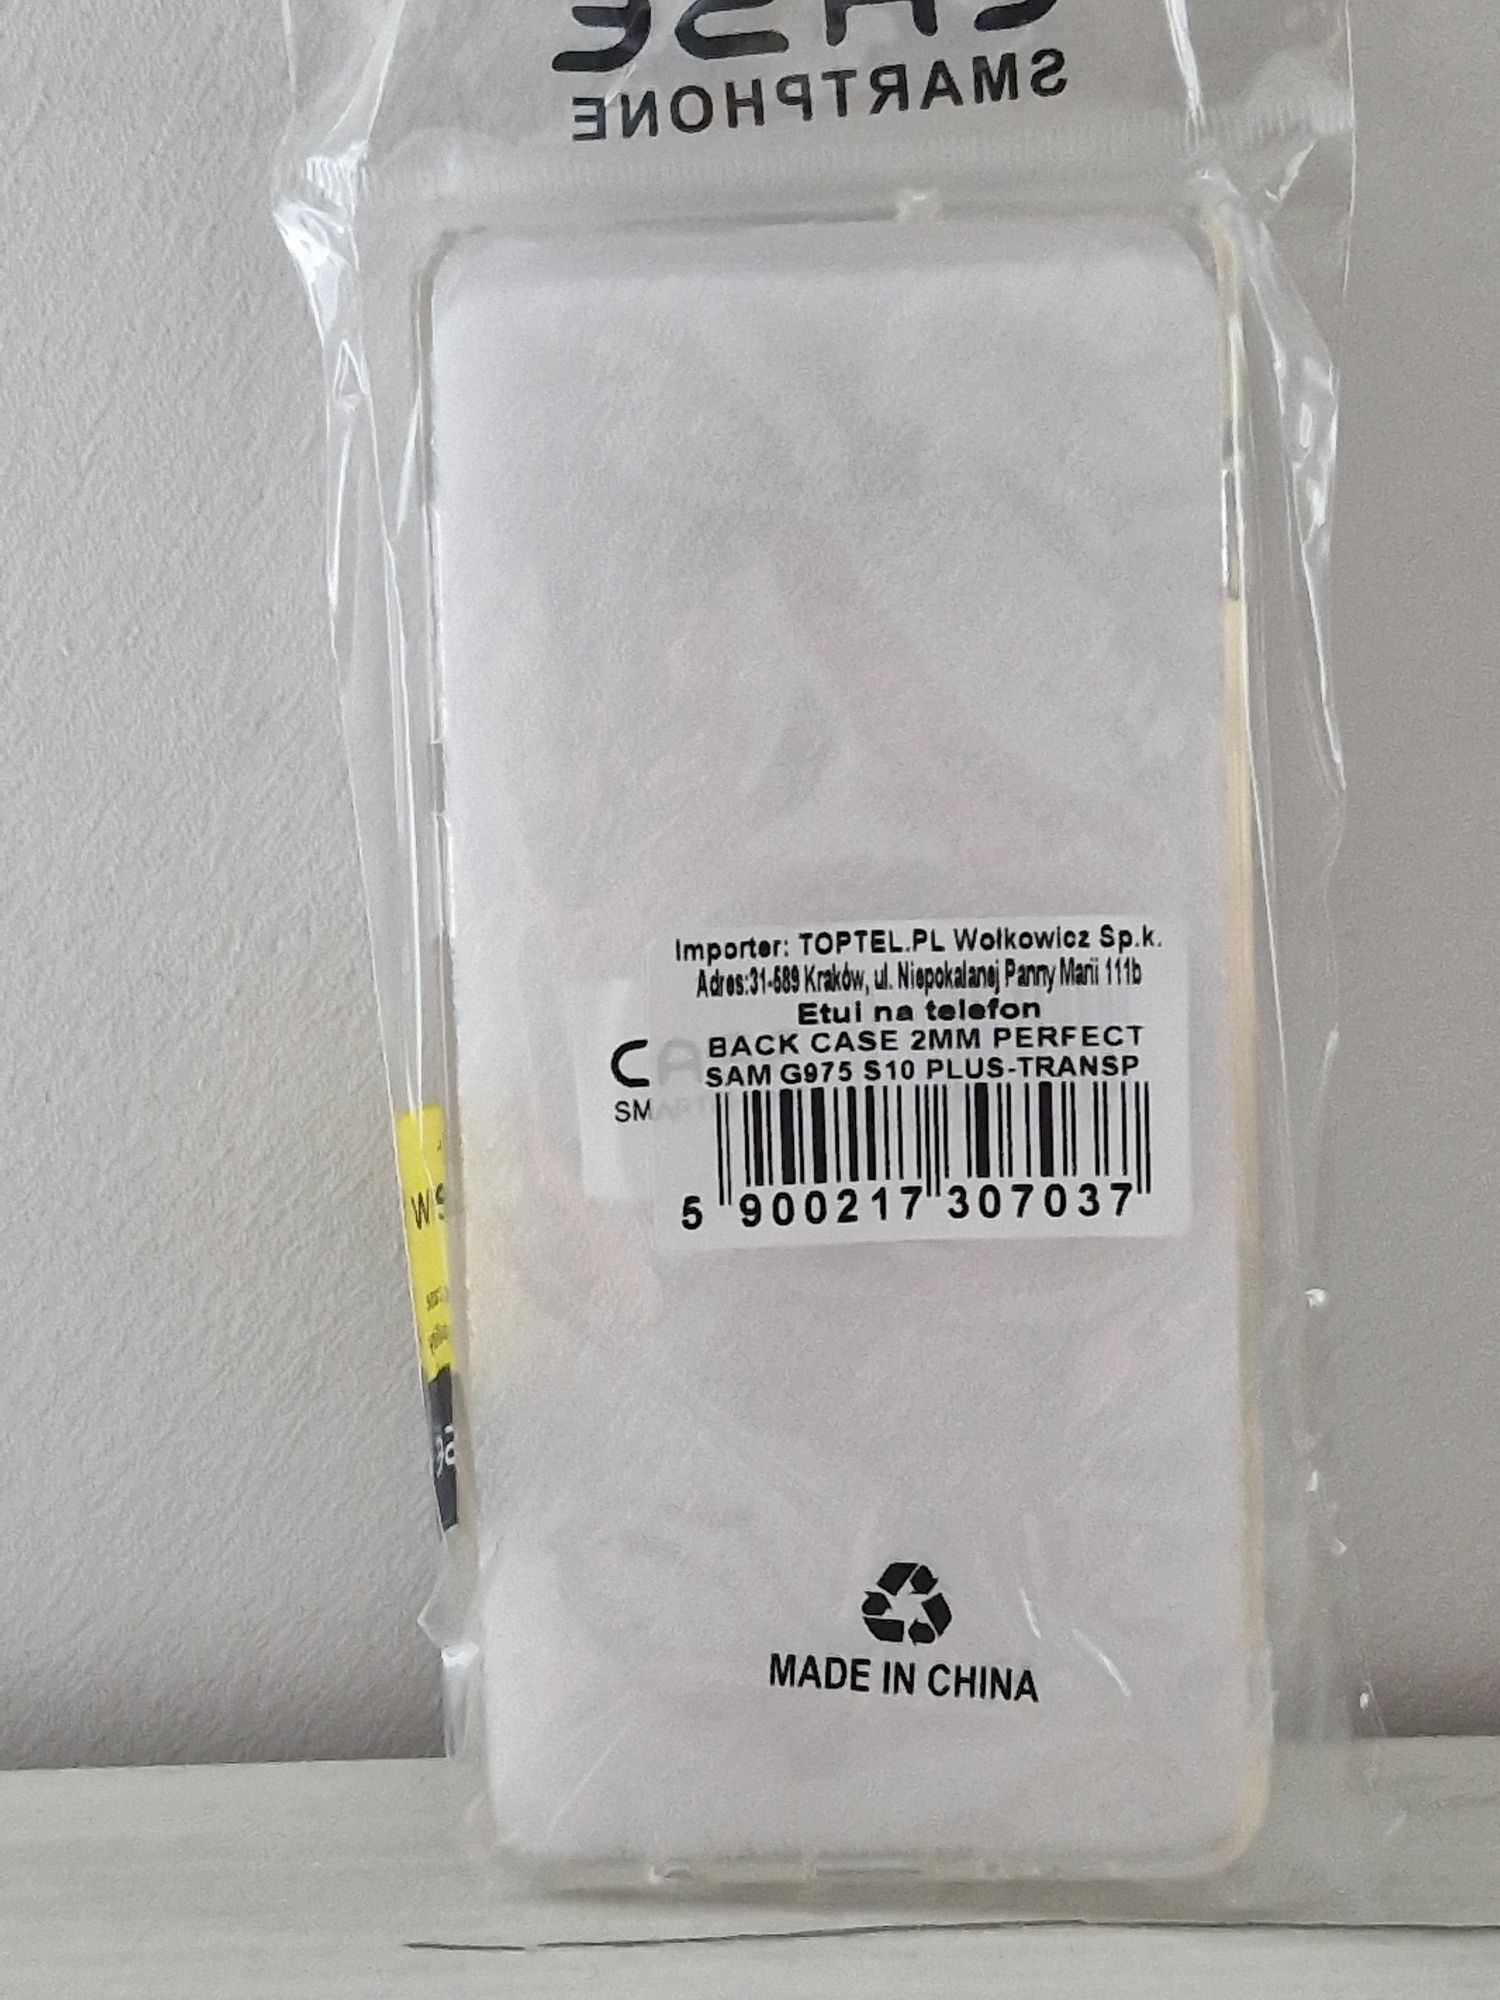 SMARTPHONE
Importer: TOPTEL.PL Wołkowicz Sp.k.
Adres:31-589 Kraków, ul. Niepokalanej Panny Marii 111b
Etui na telefon
BACK CASE 2MM PERFECT
SAM G975 S10 PLUS-TRANSP
5 900217 307037
MADE IN CHINA